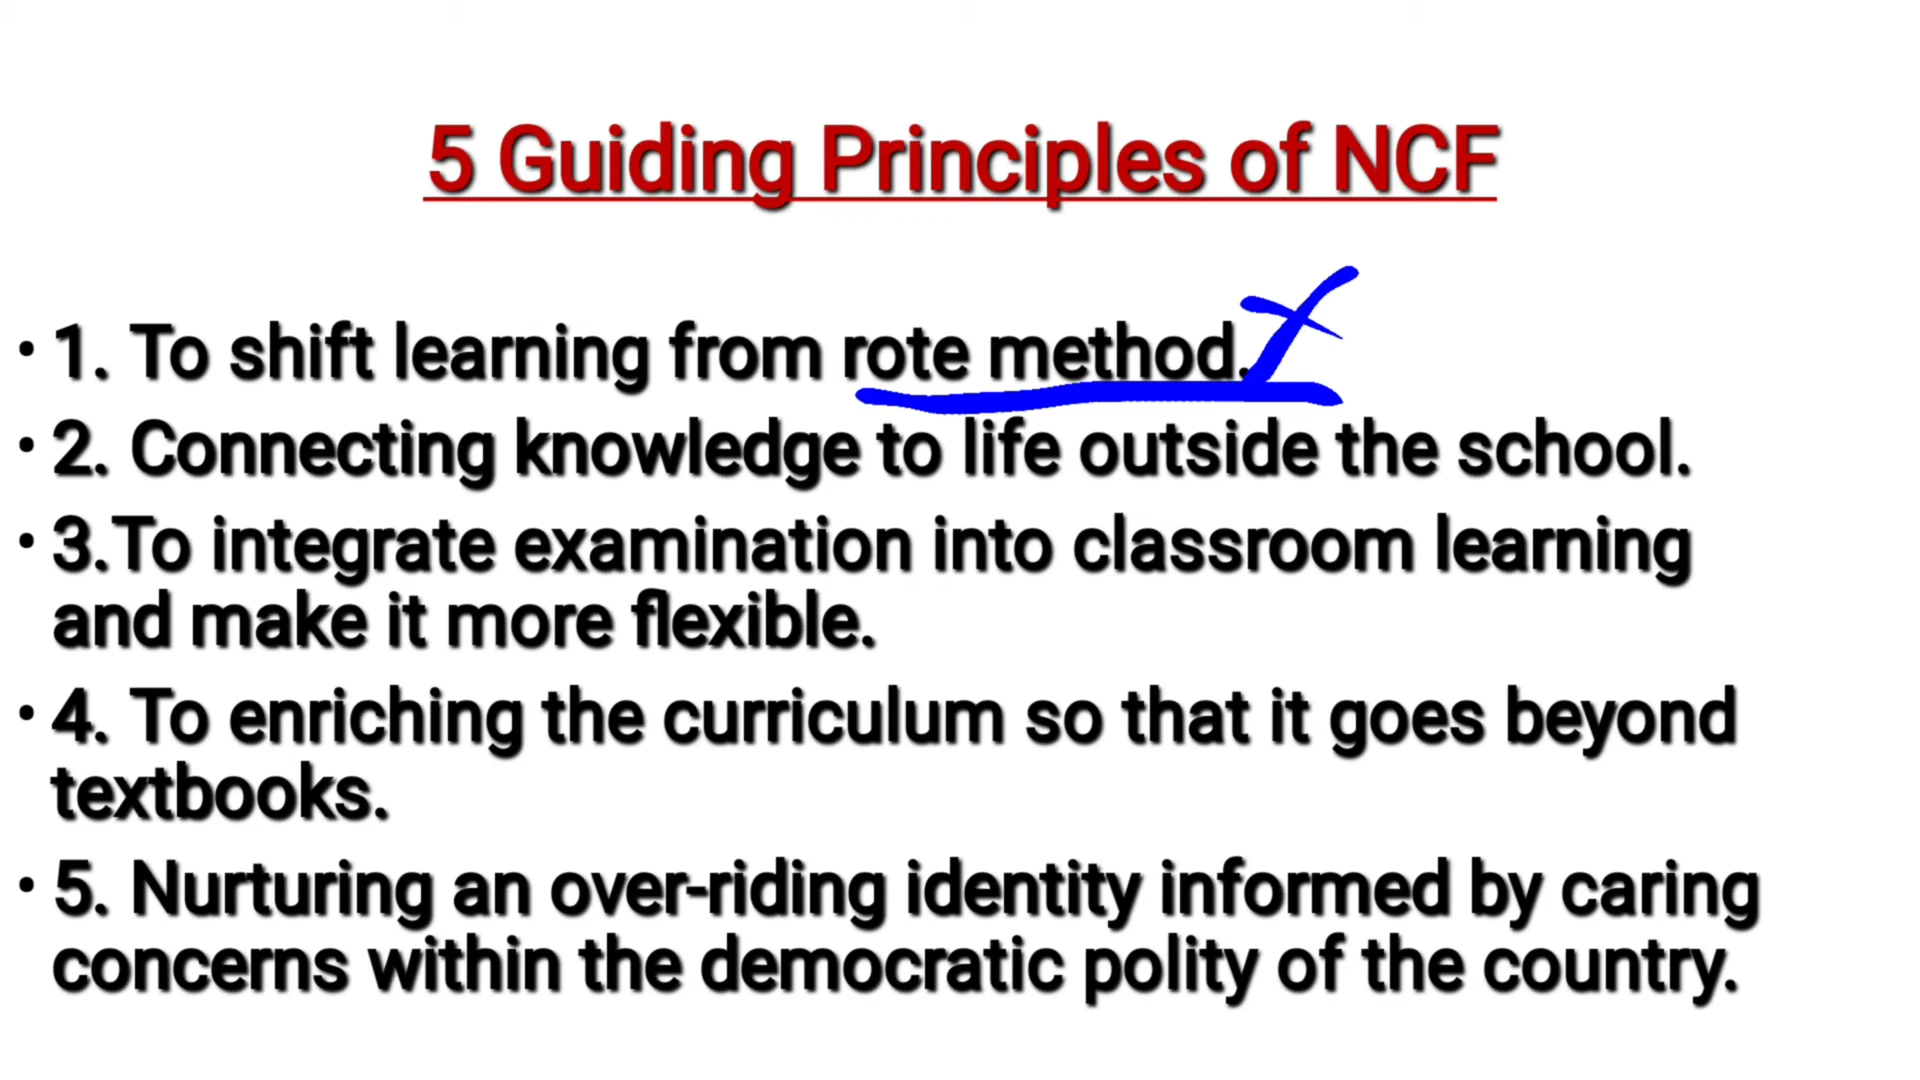 5 Guiding Principles of NCF
• 1. To shift learning from rote method.
• 2. Connecting knowledge to life outside the school.
• 3.To integrate examination into classroom learning
and make it more flexible.
• 4. To enriching the curriculum so that it goes beyond
textbooks.
• 5. Nurturing an over-riding identity informed by caring
concerns within the democratic polity of the country.